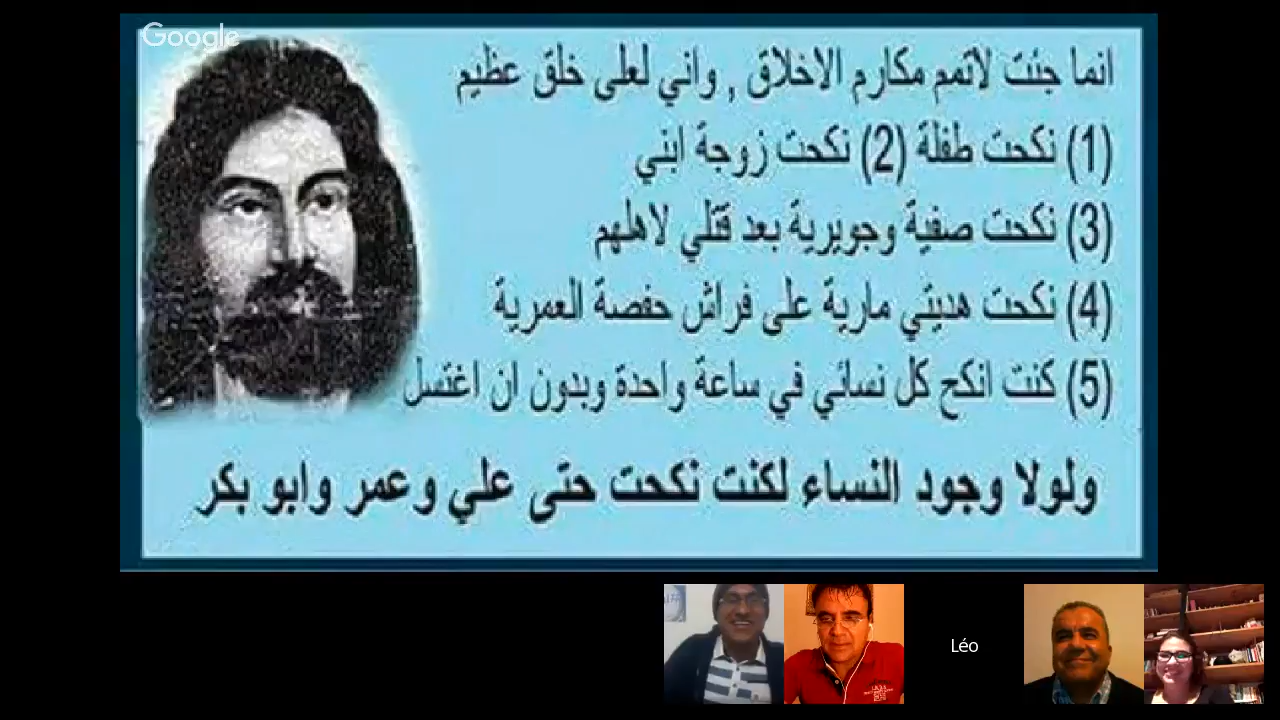 Google
انما جئت لاتمم مكارم الاخلاق , واني لعلى خلق عظيم
(1) نكحت طفلة (2) نكحت زوجة ابني
(3) نكحت صفية وجويرية بعد قتلي لاهلهم
(4) نكحت هديتي مارية على فراش حفصة العمرية
(5) كنت انكح كل نسائي في ساعة واحدة وبدون ان اغتسل
ولولا وجود النساء لكنت نكحت حتى علي وعمر وابو بكر
Léo